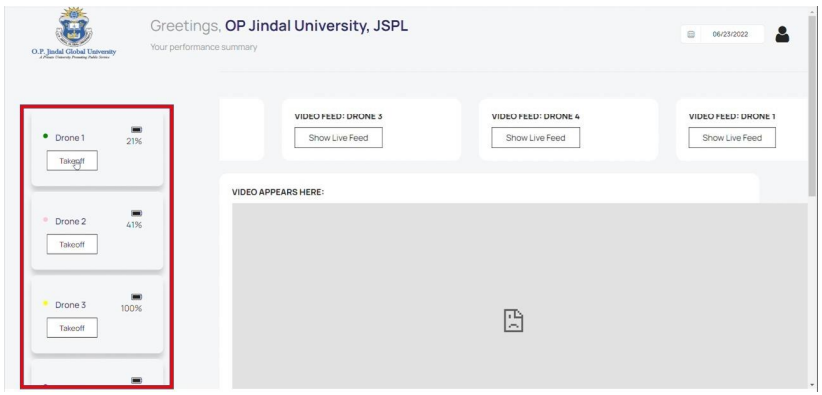 Greetings, OP Jindal University, JSPL
Your performance summary
06/23/2022
O.P. Jindal Global University
A Private University Promoting Public Service
Drone 1
21%
Takeoff
Drone 2
41%
Takeoff
Drone 3
100%
Takeoff
VIDEO FEED: DRONE 3
Show Live Feed
VIDEO FEED: DRONE 4
Show Live Feed
VIDEO FEED: DRONE 1
Show Live Feed
VIDEO APPEARS HERE: